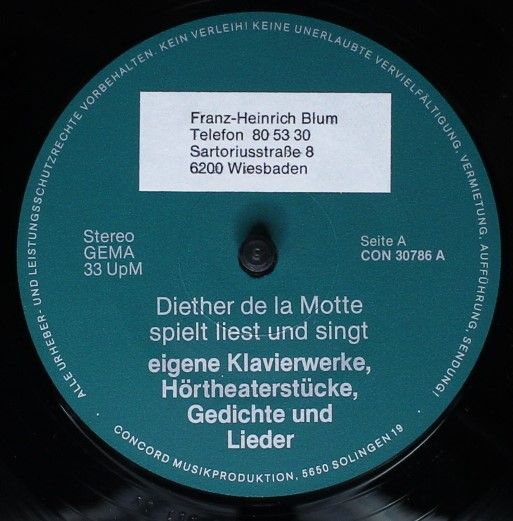 ALLE URHEBER- UND LEISTUNGSSCHUTZRECHTE VORBEHALTEN. KEIN VERLEIH! KEINE UNERLAUBTE VERVIELFÄLTIGUNG, VERMIETUNG, AUFFÜHRUNG, SENDUNG!
Franz-Heinrich Blum
Telefon 80 53 30
Sartoriusstraße 8
6200 Wiesbaden
Stereo
GEMA
33 UpM
Seite A
CON 30786 A
Diether de la Motte
spielt liest und singt
eigene Klavierwerke,
Hörtheaterstücke,
Gedichte und
Lieder
· CONCORD MUSIKPRODUKTION, 5650 SOLINGEN 19 ·